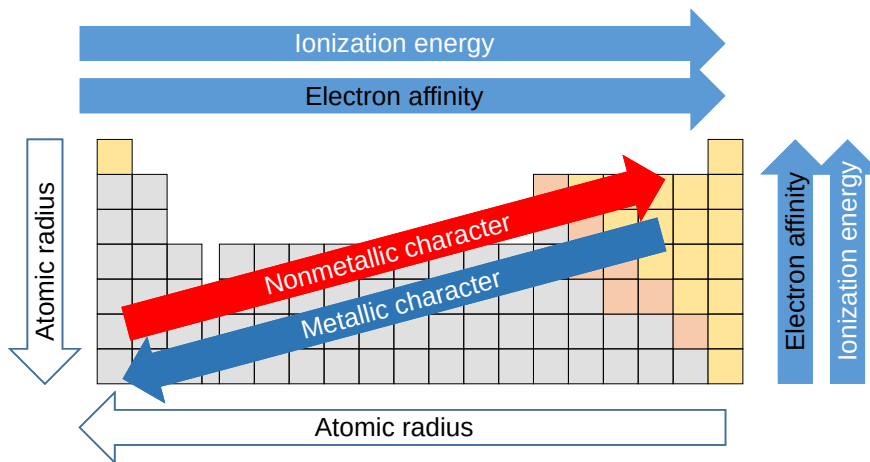 Ionization energy
Electron affinity
Atomic radius
Nonmetallic character
Metallic character
Electron affinity
Ionization energy
Atomic radius